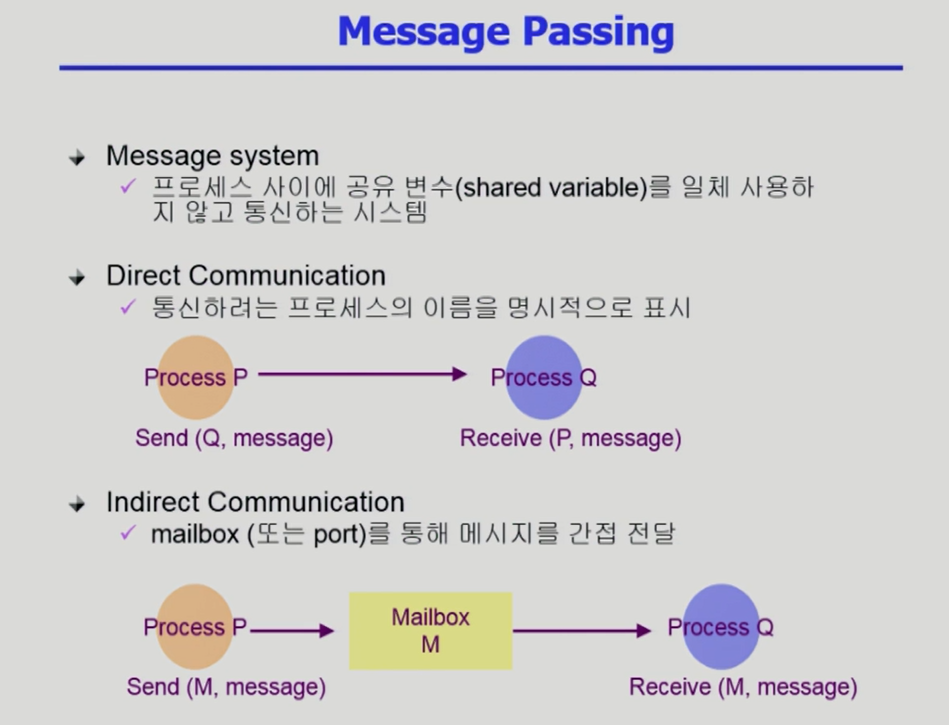 Message Passing
Message system
✓ 프로세스 사이에 공유 변수(shared variable)를 일체 사용하
지 않고 통신하는 시스템
Direct Communication
✓ 통신하려는 프로세스의 이름을 명시적으로 표시
Process P Process Q
Send (Q, message) Receive (P, message)
Indirect Communication
✓ mailbox (또는 port)를 통해 메시지를 간접 전달
Process P Mailbox M Process Q
Send (M, message) Receive (M, message)